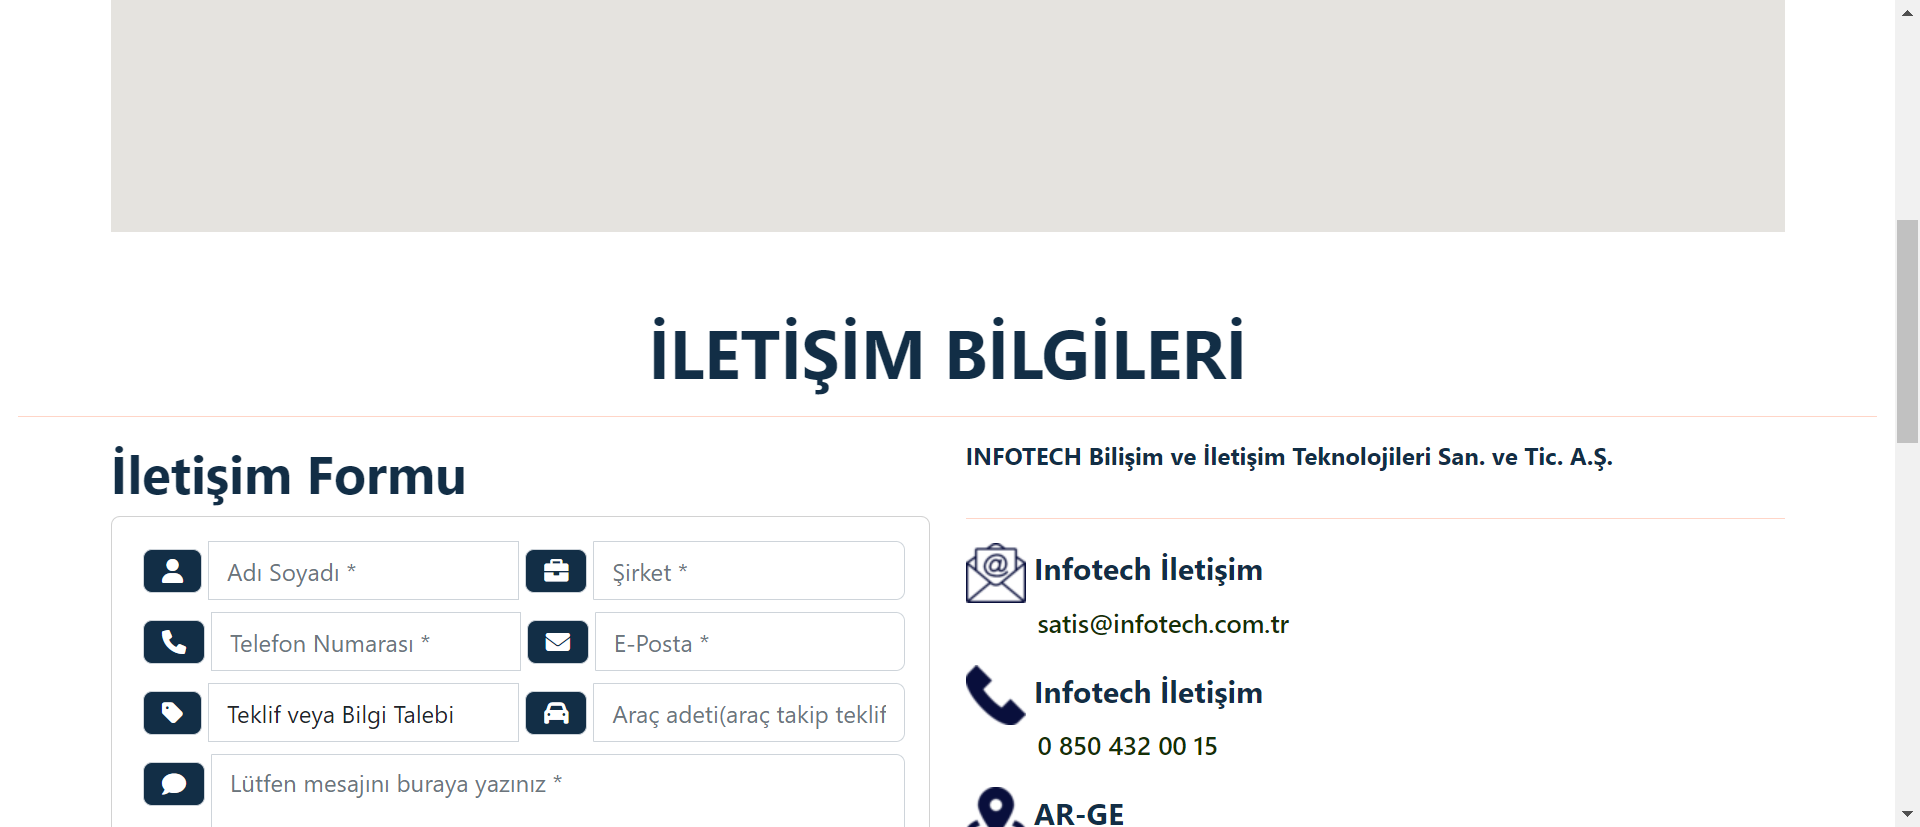 İLETİŞİM BİLGİLERİ
İletişim Formu
Adı Soyadı *
Şirket *
Telefon Numarası *
E-Posta *
Teklif veya Bilgi Talebi
Araç adeti(araç takip teklif
Lütfen mesajını buraya yazınız *
INFOTECH Bilişim ve İletişim Teknolojileri San. ve Tic. A.Ş.
Infotech İletişim
satis@infotech.com.tr
Infotech İletişim
0 850 432 00 15
AR-GE